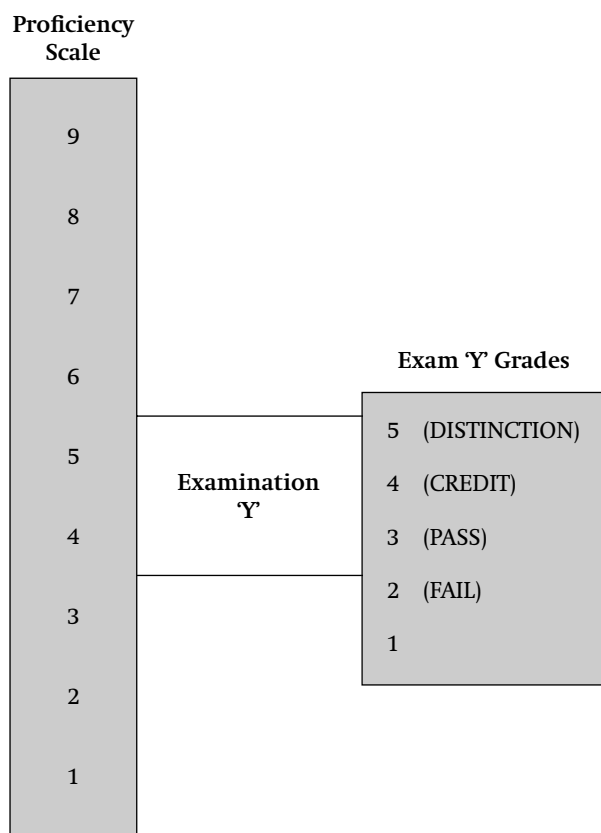 Proficiency
Scale
9
8
7
6
5
4
3
2
1
Examination
‘Y’
Exam ‘Y’ Grades
5 (DISTINCTION)
4 (CREDIT)
3 (PASS)
2 (FAIL)
1